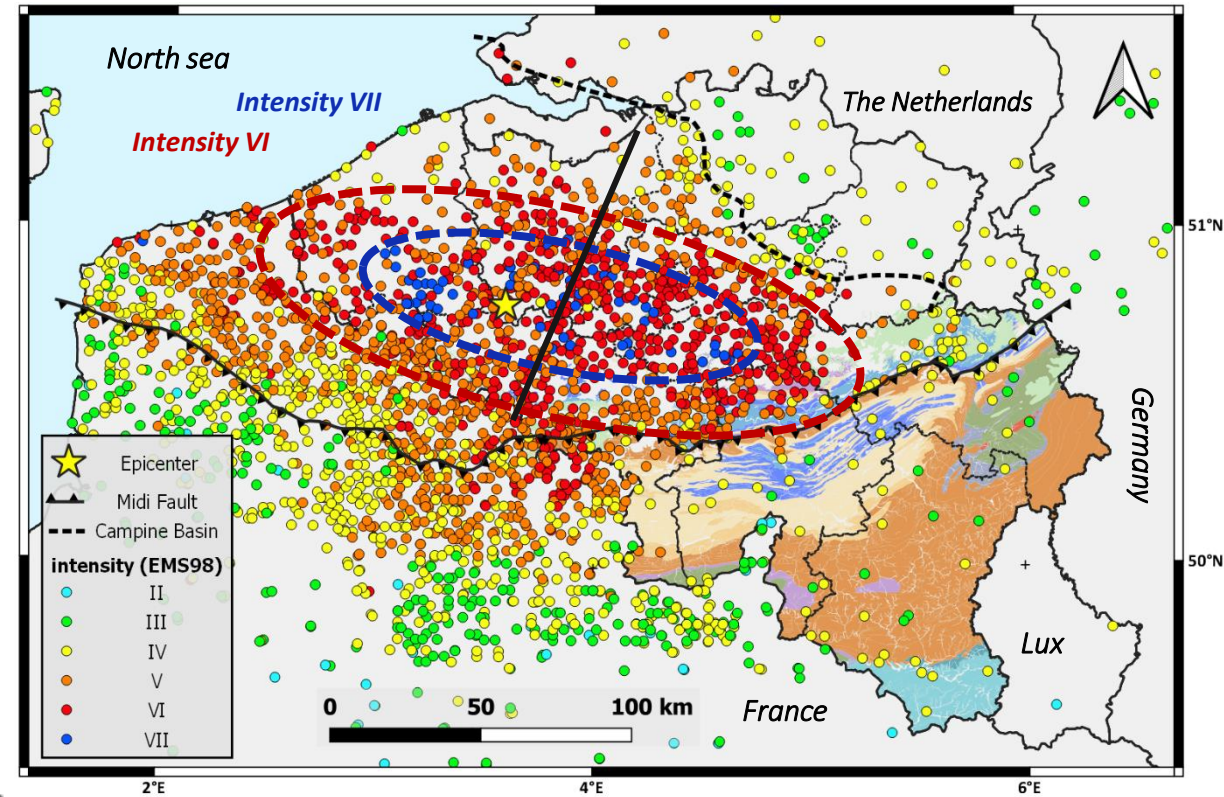 North sea
Intensity VII
The Netherlands
Intensity VI
51°N
Germany
Epicenter
Midi Fault
Campine Basin
intensity (EMS98)
50°N
II
III
IV
Lux
V
0 50 100 km
France
VI
VII
2°E 4°E 6°E